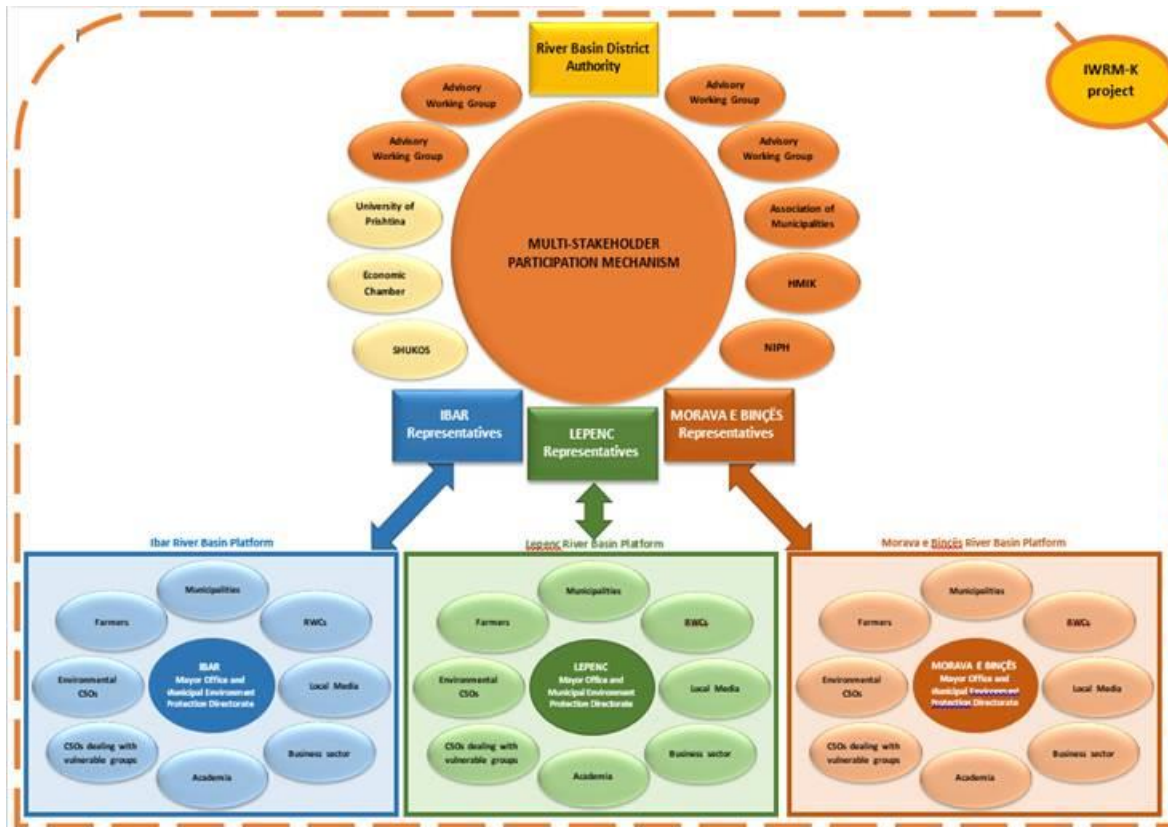 River Basin District
Authority
IWRM-K
project
Advisory
Working Group
Advisory
Working Group
Advisory
Working Group
Advisory
Working Group
University of
Prishtina
Association of
Municipalities
MULTI-STAKEHOLDER
PARTICIPATION MECHANISM
Economic
Chamber
HMIK
SHUKOS
NIPH
IBAR
Representatives
LEPENC
Representatives
MORAVA E BINÇËS
Representatives
Ibar River Basin Platform
Municipalities
Farmers
RWCs
IBAR
Mayor Office and
Municipal Environment
Protection Directorate
Environmental
CSOs
Local Media
CSOs dealing with
vulnerable groups
Business sector
Academia
Lepenc River Basin Platform
Municipalities
Farmers
RWCs
LEPENC
Mayor Office and
Municipal Environment
Protection Directorate
Environmental
CSOs
Local Media
CSOs dealing with
vulnerable groups
Business sector
Academia
Morava e Binçës River Basin Platform
Municipalities
Farmers
RWCs
MORAVA E BINÇËS
Mayor Office and
Municipal Environment
Protection Directorate
Environmental
CSOs
Local Media
CSOs dealing with
vulnerable groups
Business sector
Academia